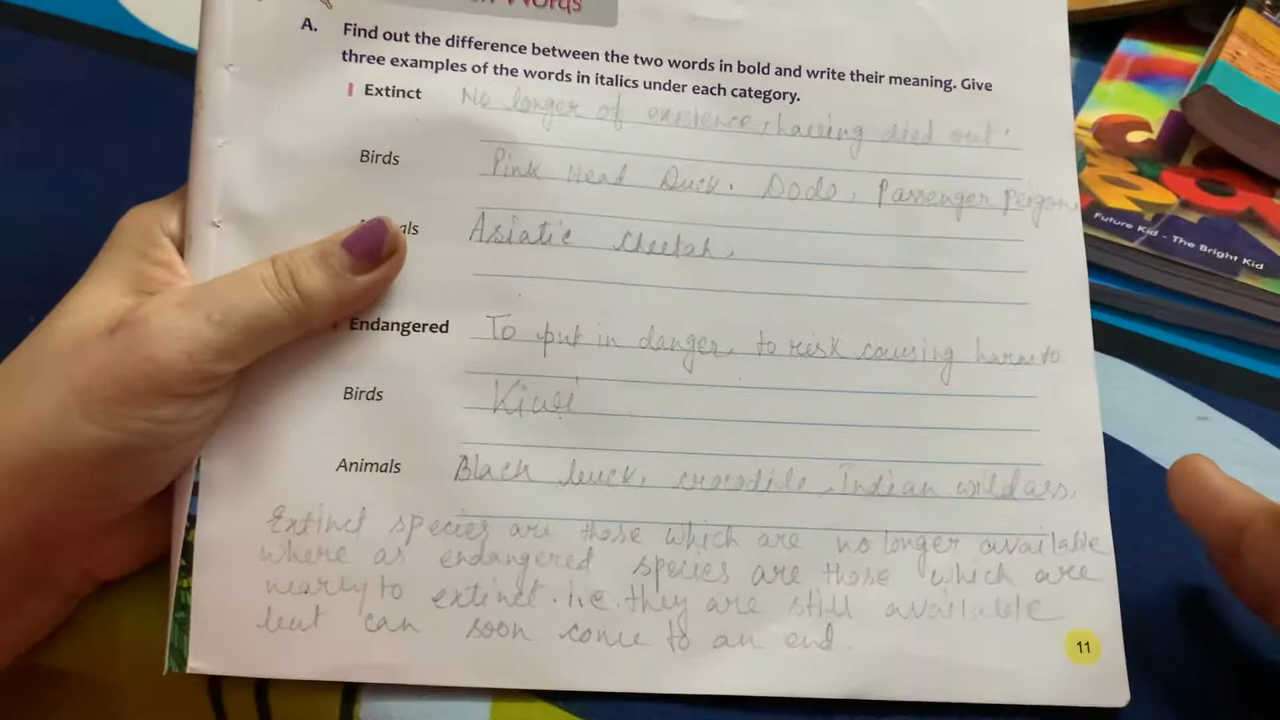 Words
A. Find out the difference between the two words in bold and write their meaning. Give
three examples of the words in italics under each category.
1 Extinct No longer of existence, having died out.
Birds Pink Head Duck. Dodo, Passenger peigon
als Asiatic Cheetah,
Endangered To put in danger, to risk causing harm to
Birds Kiwi
Animals Black buck, crocodile, Indian wild ass,
Extinct species are those which are no longer available
where as endangered species are those which are
nearly to extinct. i.e. they are still available
but can soon come to an end.
11
Future Kid - The Bright Kid